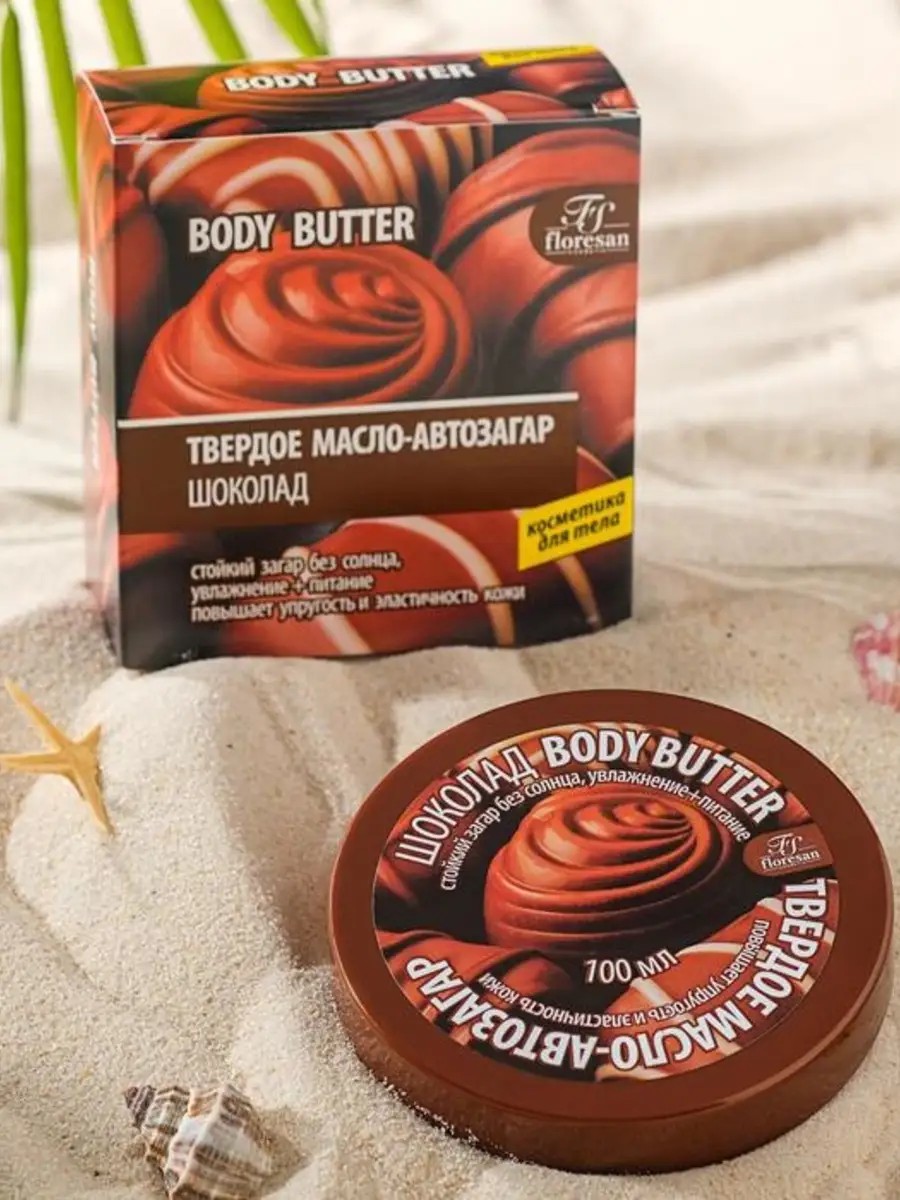 BODY BUTTER
BODY BUTTER
FS
floresan
ТВЕРДОЕ МАСЛО-АВТОЗАГАР
ШОКОЛАД
косметика
для тела
стойкий загар без солнца,
увлажнение + питание
повышает упругость и эластичность кожи
ШОКОЛАД BODY BUTTER
стойкий загар без солнца, увлажнение+питание
FS
floresan
100 мл
ТВЕРДОЕ МАСЛО-АВТОЗАГАР
повышает упругость и эластичность кожи